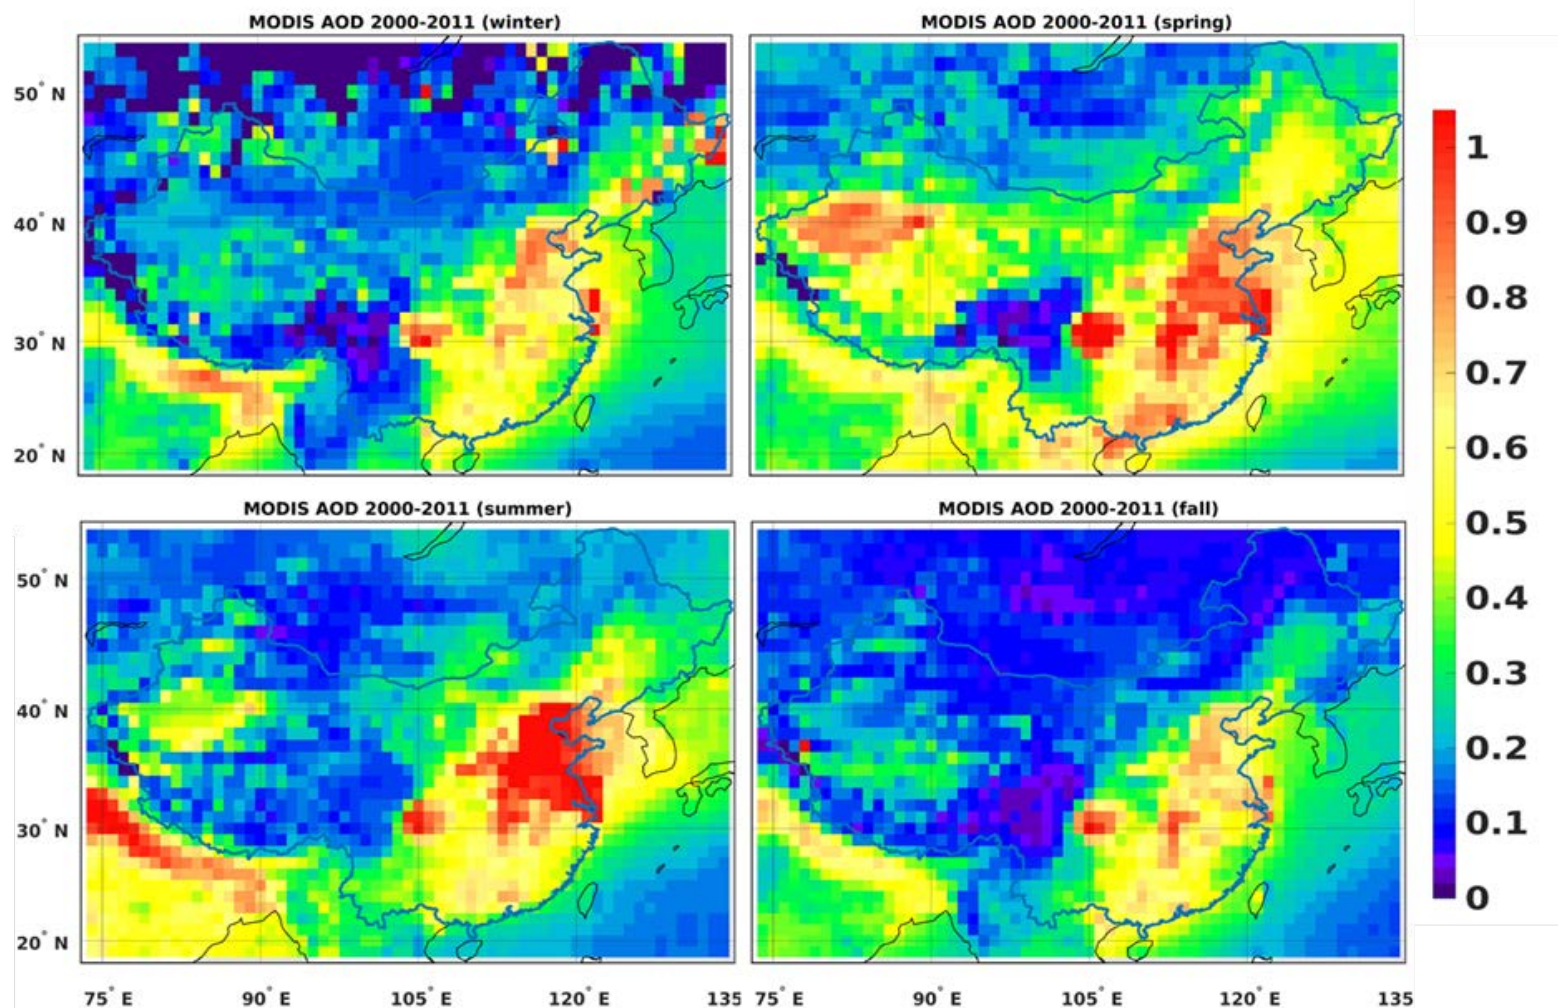 MODIS AOD 2000-2011 (winter)
MODIS AOD 2000-2011 (spring)
50° N
40° N
30° N
20° N
MODIS AOD 2000-2011 (summer)
MODIS AOD 2000-2011 (fall)
50° N
40° N
30° N
20° N
75° E
90° E
105° E
120° E
135
75° E
90° E
105° E
120° E
135
1
0.9
0.8
0.7
0.6
0.5
0.4
0.3
0.2
0.1
0